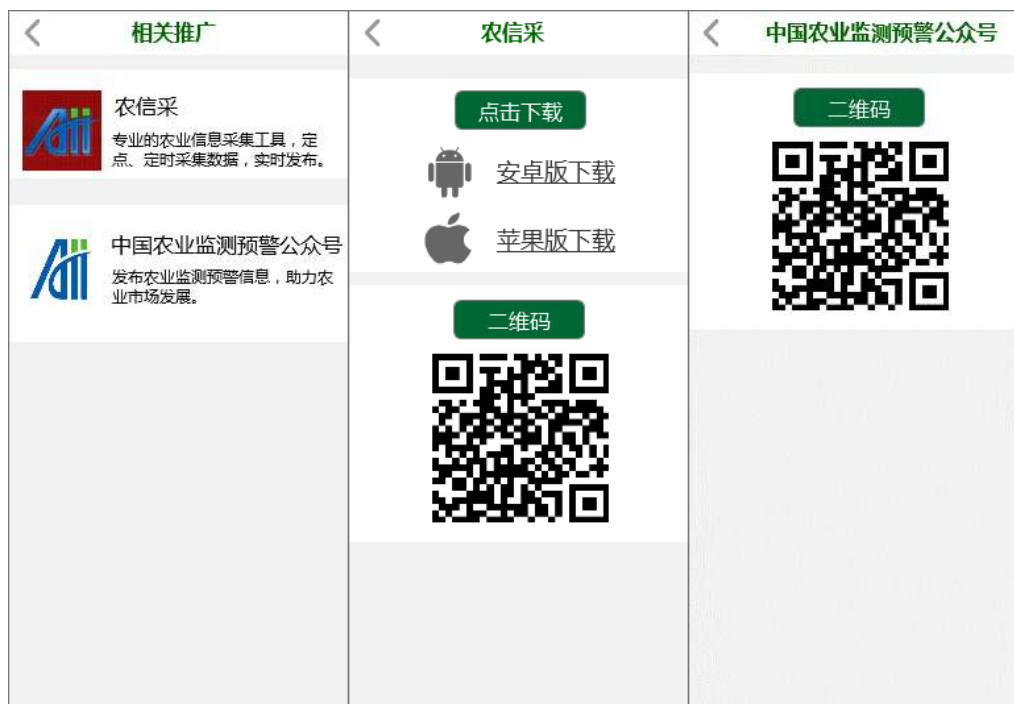 相关推广
农信采
专业的农业信息采集工具，定
点、定时采集数据，实时发布。
中国农业监测预警公众号
发布农业监测预警信息，助力农
业市场发展。
农信采
点击下载
安卓版下载
苹果版下载
二维码
中国农业监测预警公众号
二维码